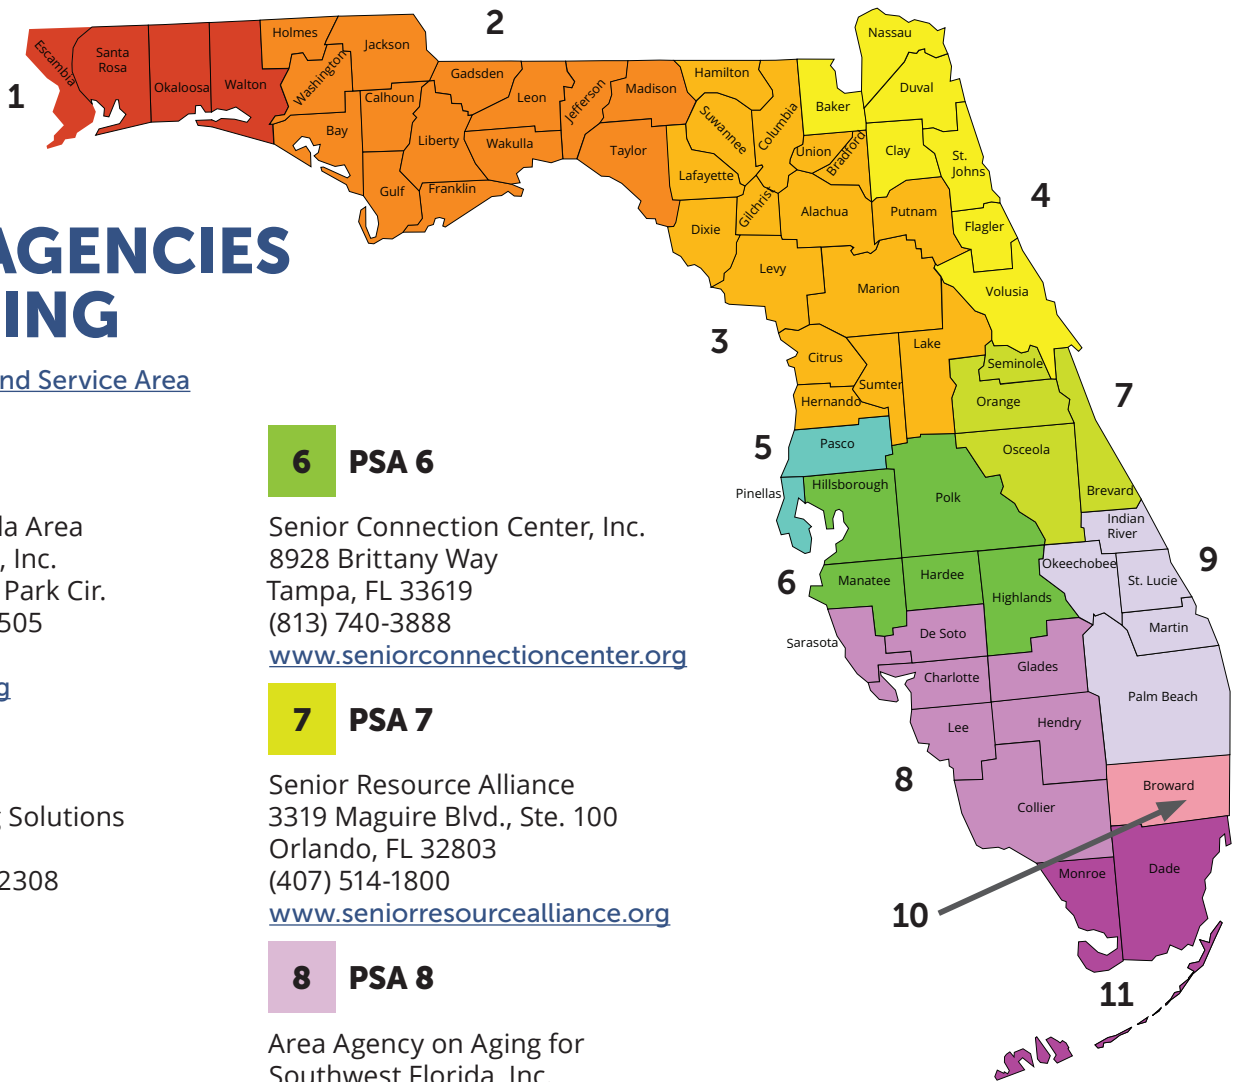 AGENCIES
ING
nd Service Area
la Area
, Inc.
Park Cir.
505
g
Solutions
2308
6 PSA 6
Senior Connection Center, Inc.
8928 Brittany Way
Tampa, FL 33619
(813) 740-3888
www.seniorconnectioncenter.org
7 PSA 7
Senior Resource Alliance
3319 Maguire Blvd., Ste. 100
Orlando, FL 32803
(407) 514-1800
www.seniorresourcealliance.org
8 PSA 8
Area Agency on Aging for
Southwest Florida, Inc.
1
Escambia
Santa
Rosa
Okaloosa
Walton
2
Holmes
Washington
Jackson
Bay
Calhoun
Gulf
Liberty
Franklin
Gadsden
Leon
Wakulla
Jefferson
Madison
Taylor
3
Hamilton
Suwannee
Columbia
Lafayette
Dixie
Gilchrist
Union
Bradford
Alachua
Putnam
Levy
Marion
Citrus
Sumter
Lake
Hernando
4
Nassau
Duval
Baker
Clay
St.
Johns
Flagler
Volusia
5
Pasco
Pinellas
6
Hillsborough
Polk
Manatee
Hardee
Highlands
7
Seminole
Orange
Osceola
Brevard
8
Sarasota
De Soto
Charlotte
Glades
Lee
Hendry
Collier
9
Indian
River
Okeechobee
St. Lucie
Martin
Palm Beach
10
Broward
11
Monroe
Dade